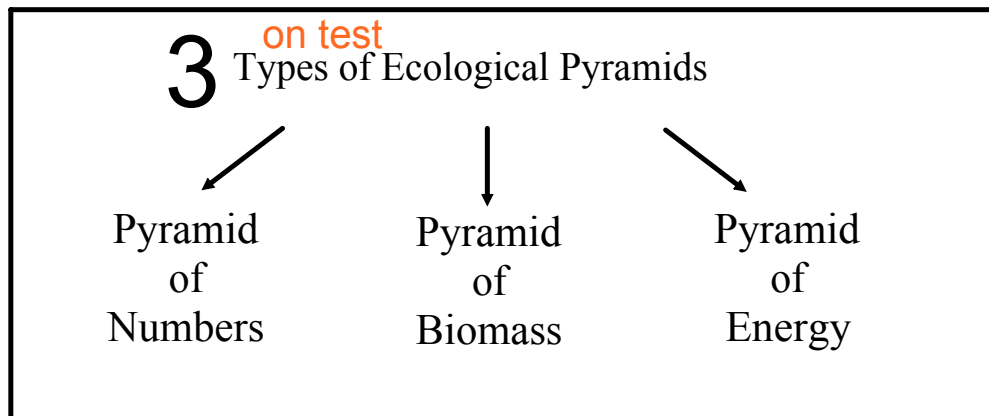 on test
3 Types of Ecological Pyramids
Pyramid
of
Numbers
Pyramid
of
Biomass
Pyramid
of
Energy